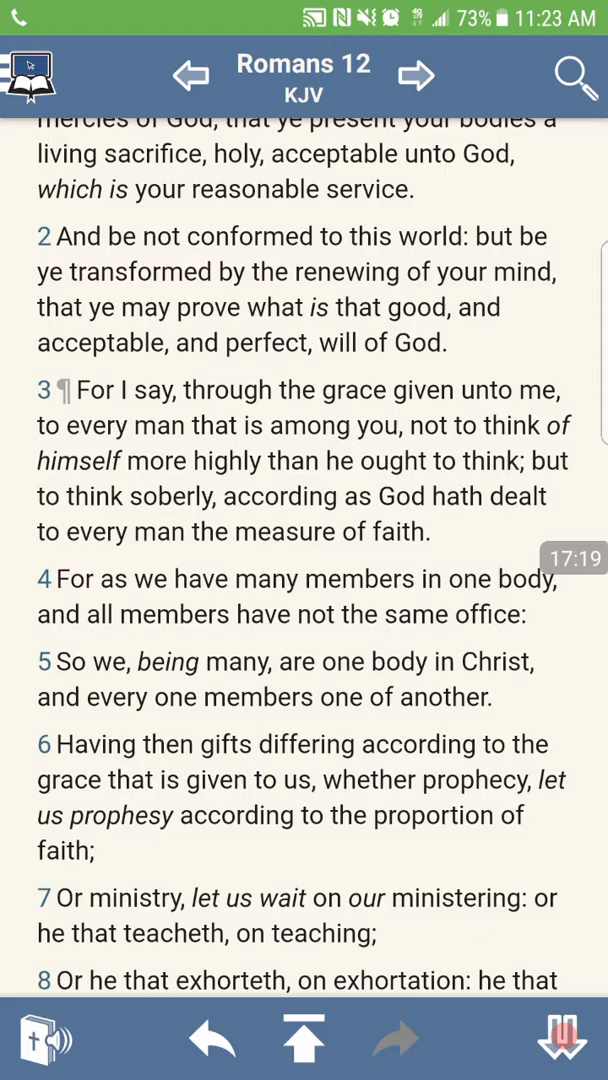 73% 11:23 AM
Romans 12
KJV
mercies of God, that ye present your bodies a
living sacrifice, holy, acceptable unto God,
which is your reasonable service.
2 And be not conformed to this world: but be
ye transformed by the renewing of your mind,
that ye may prove what is that good, and
acceptable, and perfect, will of God.
3 ¶ For I say, through the grace given unto me,
to every man that is among you, not to think of
himself more highly than he ought to think; but
to think soberly, according as God hath dealt
to every man the measure of faith.
17:19
4 For as we have many members in one body,
and all members have not the same office:
5 So we, being many, are one body in Christ,
and every one members one of another.
6 Having then gifts differing according to the
grace that is given to us, whether prophecy, let
us prophesy according to the proportion of
faith;
7 Or ministry, let us wait on our ministering: or
he that teacheth, on teaching;
8 Or he that exhorteth, on exhortation: he that